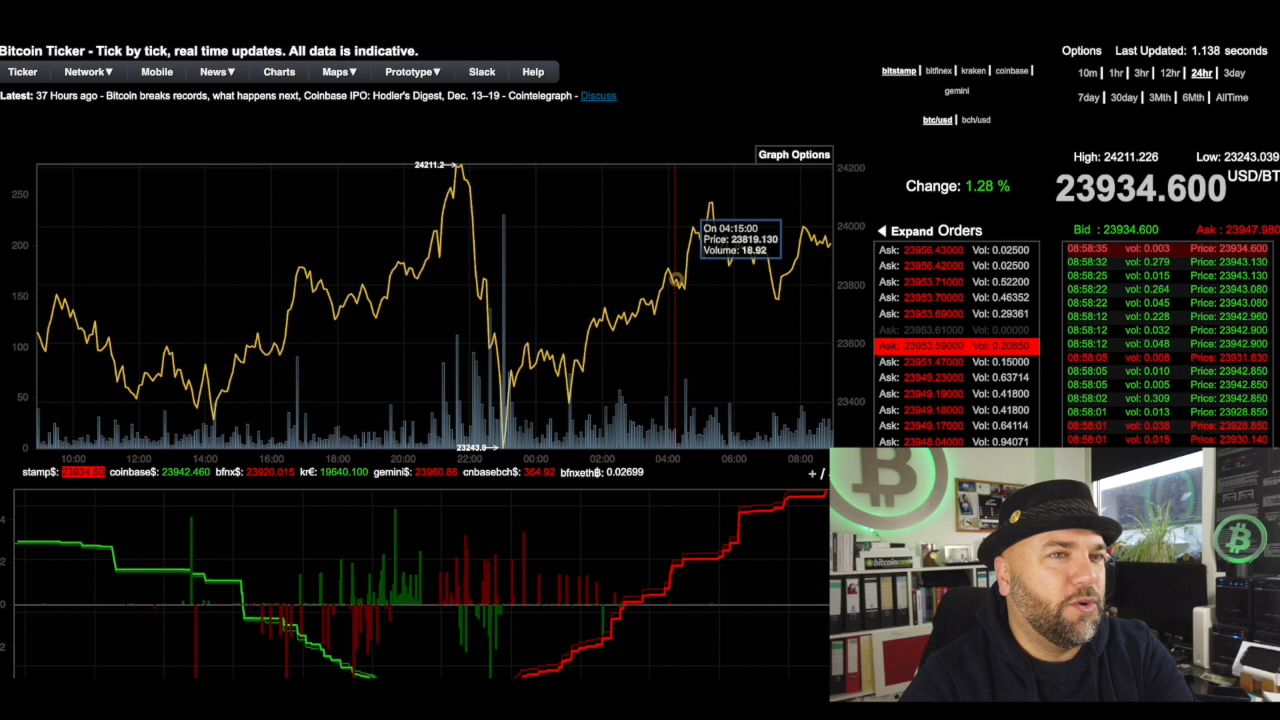 Bitcoin Ticker - Tick by tick, real time updates. All data is indicative.
Ticker Network▼ Mobile News▼ Charts Maps▼ Prototype▼ Slack Help
Latest: 37 Hours ago - Bitcoin breaks records, what happens next, Coinbase IPO: Hodler's Digest, Dec. 13–19 - Cointelegraph - Discuss
bitstamp | bitfinex | kraken | coinbase |
gemini
btc/usd | bch/usd
Options Last Updated: 1.138 seconds
10m | 1hr | 3hr | 12hr | 24hr | 3day
7day | 30day | 3Mth | 6Mth | AllTime
High: 24211.226 Low: 23243.039
Change: 1.28 %
23934.600 USD/BT
Graph Options
24211.2
250
200
150
100
50
0
24200
24000
23800
23600
23400
On 04:15:00
Price: 23819.130
Volume: 18.92
23243.0
10:00 12:00 14:00 16:00 18:00 20:00 22:00 00:00 02:00 04:00 06:00 08:00
Expand Orders
Ask: 23956.43000 Vol: 0.02500
Ask: 23956.42000 Vol: 0.02500
Ask: 23953.71000 Vol: 0.52200
Ask: 23953.70000 Vol: 0.46352
Ask: 23953.69000 Vol: 0.29361
Ask: 23953.61000 Vol: 0.00000
Ask: 23953.59000 Vol: 0.20850
Ask: 23951.47000 Vol: 0.15000
Ask: 23949.23000 Vol: 0.63714
Ask: 23949.19000 Vol: 0.41800
Ask: 23949.18000 Vol: 0.41800
Ask: 23949.17000 Vol: 0.64114
Ask: 23948.04000 Vol: 0.94071
Bid : 23934.600 Ask : 23947.980
08:58:35 vol: 0.003 Price: 23934.600
08:58:32 vol: 0.279 Price: 23943.130
08:58:25 vol: 0.015 Price: 23943.130
08:58:22 vol: 0.264 Price: 23943.080
08:58:22 vol: 0.045 Price: 23943.080
08:58:12 vol: 0.228 Price: 23942.960
08:58:12 vol: 0.032 Price: 23942.900
08:58:12 vol: 0.048 Price: 23942.900
08:58:05 vol: 0.008 Price: 23931.630
08:58:05 vol: 0.010 Price: 23942.850
08:58:05 vol: 0.005 Price: 23942.850
08:58:02 vol: 0.309 Price: 23942.850
08:58:01 vol: 0.013 Price: 23928.850
08:58:01 vol: 0.038 Price: 23928.850
08:58:01 vol: 0.015 Price: 23930.140
stamp$: 23934.60 coinbase$: 23942.460 bfnx$: 23920.015 kr€: 19640.100 gemini$: 23960.86 cnbasebch$: 364.92 bfnxeth฿: 0.02699
+ /
4
2
0
2